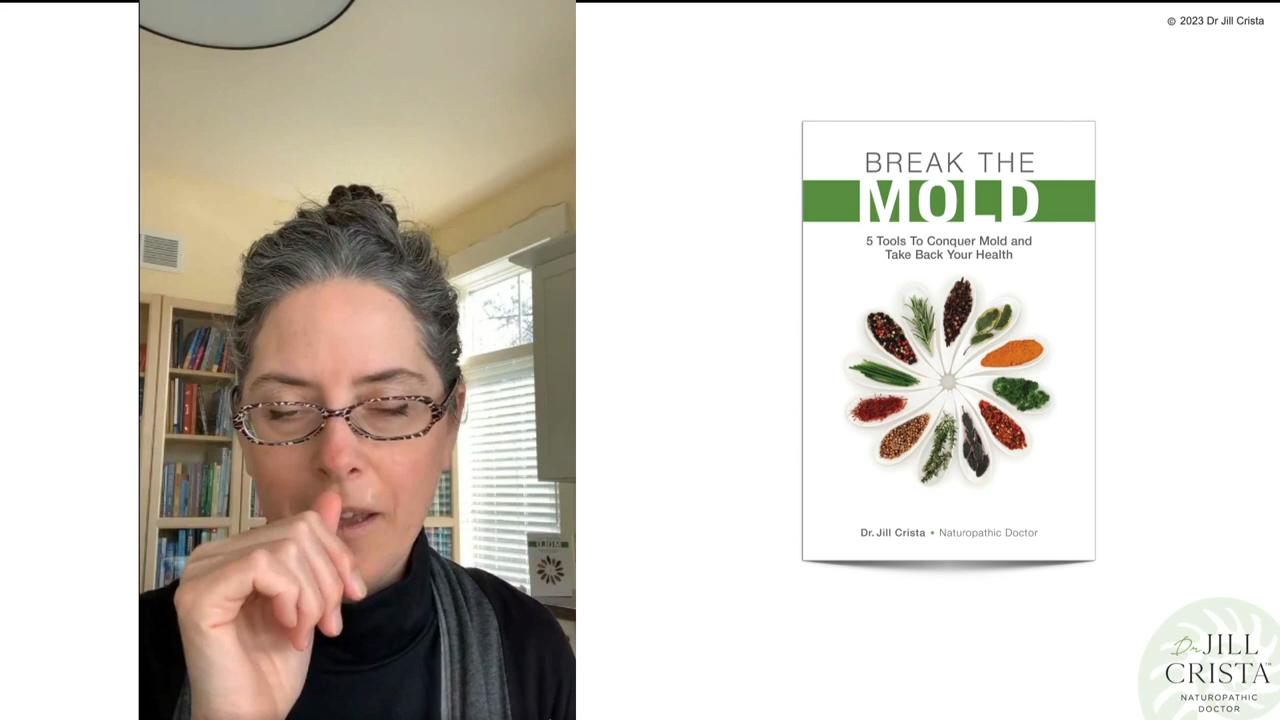 © 2023 Dr Jill Crista
BREAK THE
MOLD
5 Tools To Conquer Mold and
Take Back Your Health
Dr. Jill Crista • Naturopathic Doctor
Dr JILL
CRISTA™
NATUROPATHIC
DOCTOR